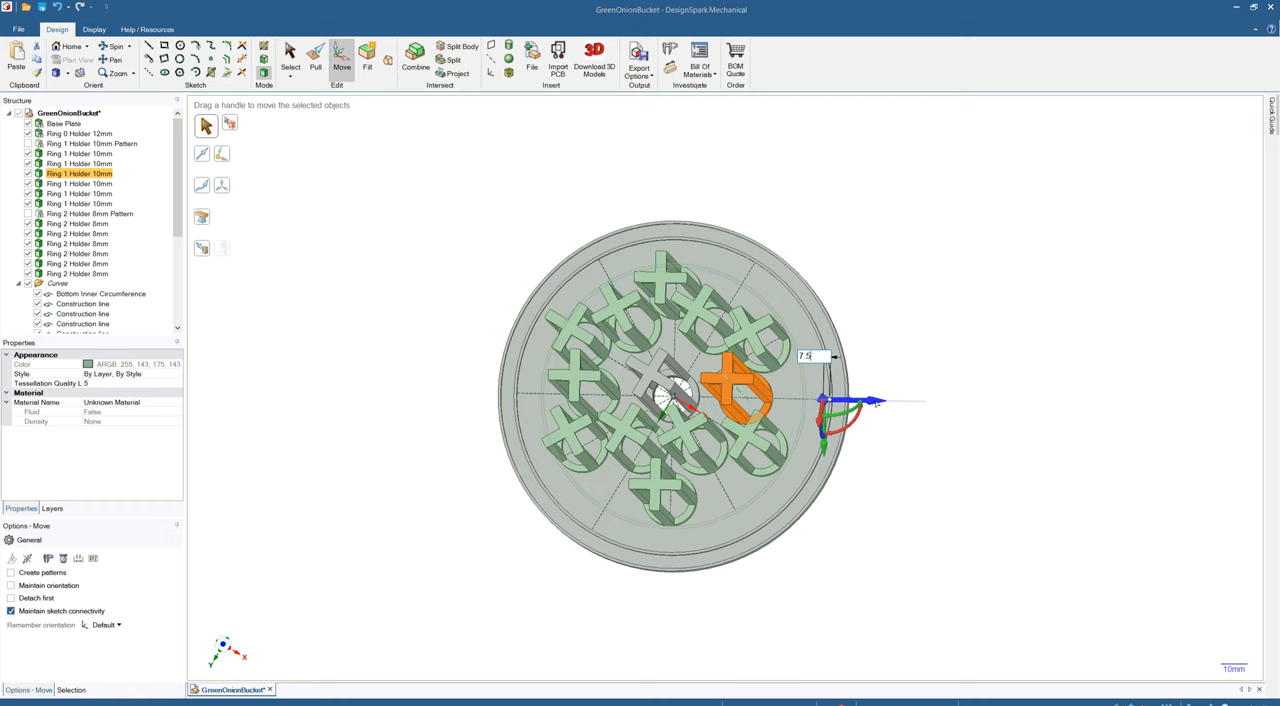 GreenOnionBucket - DesignSpark Mechanical
File Design Display Help / Resources
Paste
Home
Plan View
Spin
Pan
Zoom
Select
Pull
Move
Fill
Combine
Split Body
Split
Project
File
Import
PCB
Download 3D
Models
Export
Options
Bill Of
Materials
BOM
Quote
Clipboard Orient Sketch Mode Edit Intersect Insert Output Investigate Order
Structure
Drag a handle to move the selected objects
Quick Guide
GreenOnionBucket*
Base Plate
Ring 0 Holder 12mm
Ring 1 Holder 10mm Pattern
Ring 1 Holder 10mm
Ring 1 Holder 10mm
Ring 1 Holder 10mm
Ring 1 Holder 10mm
Ring 1 Holder 10mm
Ring 1 Holder 10mm
Ring 2 Holder 8mm Pattern
Ring 2 Holder 8mm
Ring 2 Holder 8mm
Ring 2 Holder 8mm
Ring 2 Holder 8mm
Ring 2 Holder 8mm
Ring 2 Holder 8mm
Curves
Bottom Inner Circumference
Construction line
Construction line
Construction line
Properties
Appearance
Color ARGB: 255, 143, 175, 143
Style By Layer, By Style
Tessellation Quality L 5
Material
Material Name Unknown Material
Fluid False
Density None
Properties Layers
Options - Move
General
Create patterns
Maintain orientation
Detach first
Maintain sketch connectivity
Remember orientation Default
7.5
X
Y
10mm
Options - Move Selection
GreenOnionBucket*